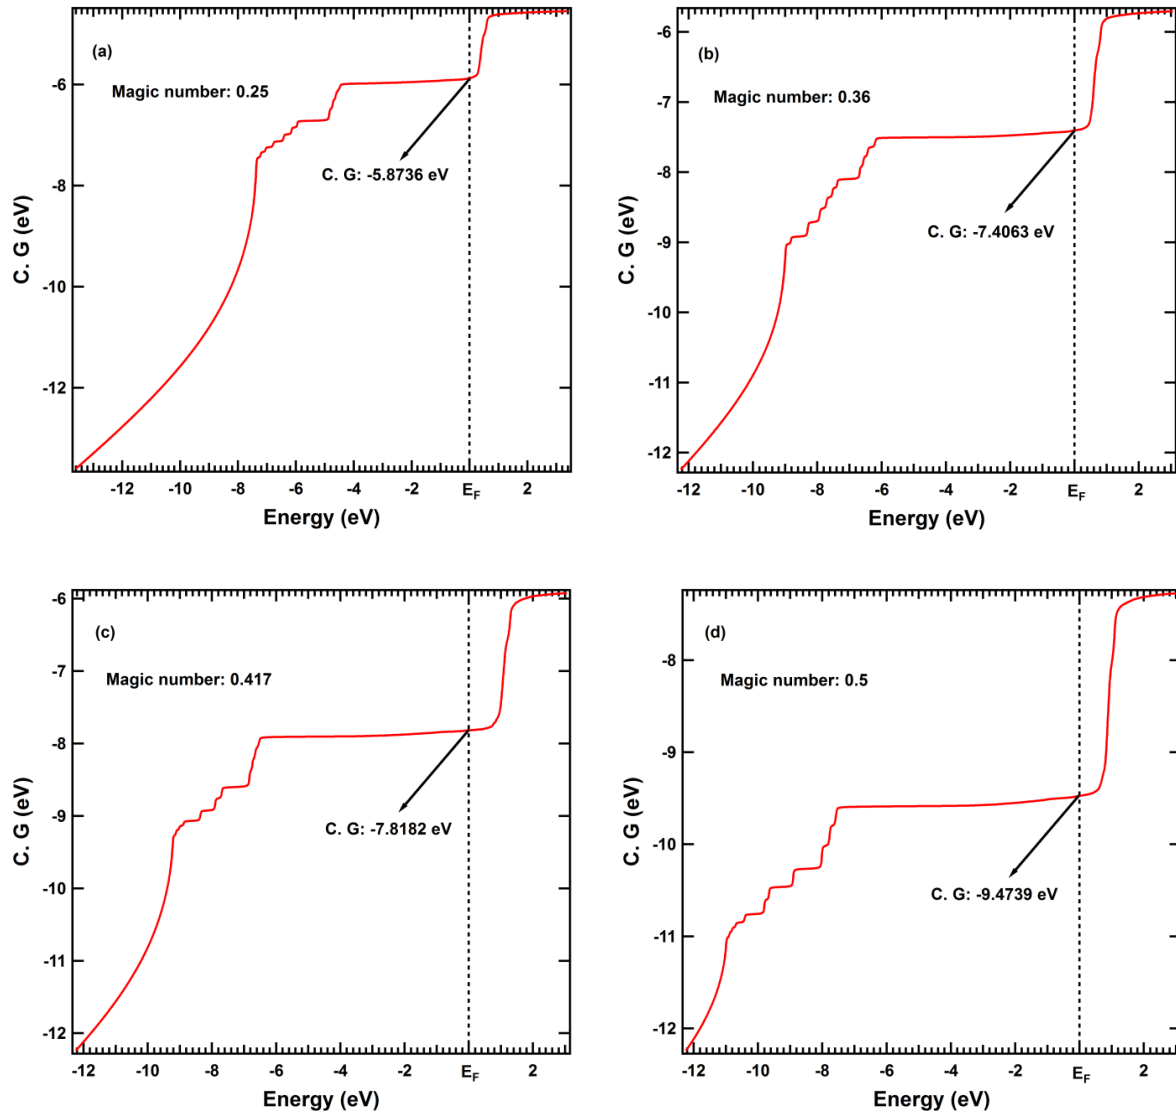 (a)
Magic number: 0.25
C. G: -5.8736 eV
C. G (eV)
-6
-8
-10
-12
-12 -10 -8 -6 -4 -2 E_F 2
Energy (eV)
(b)
Magic number: 0.36
C. G: -7.4063 eV
C. G (eV)
-6
-7
-8
-9
-10
-11
-12
-12 -10 -8 -6 -4 -2 E_F 2
Energy (eV)
(c)
Magic number: 0.417
C. G: -7.8182 eV
C. G (eV)
-6
-7
-8
-9
-10
-11
-12
-12 -10 -8 -6 -4 -2 E_F 2
Energy (eV)
(d)
Magic number: 0.5
C. G: -9.4739 eV
C. G (eV)
-8
-9
-10
-11
-12
-12 -10 -8 -6 -4 -2 E_F 2
Energy (eV)